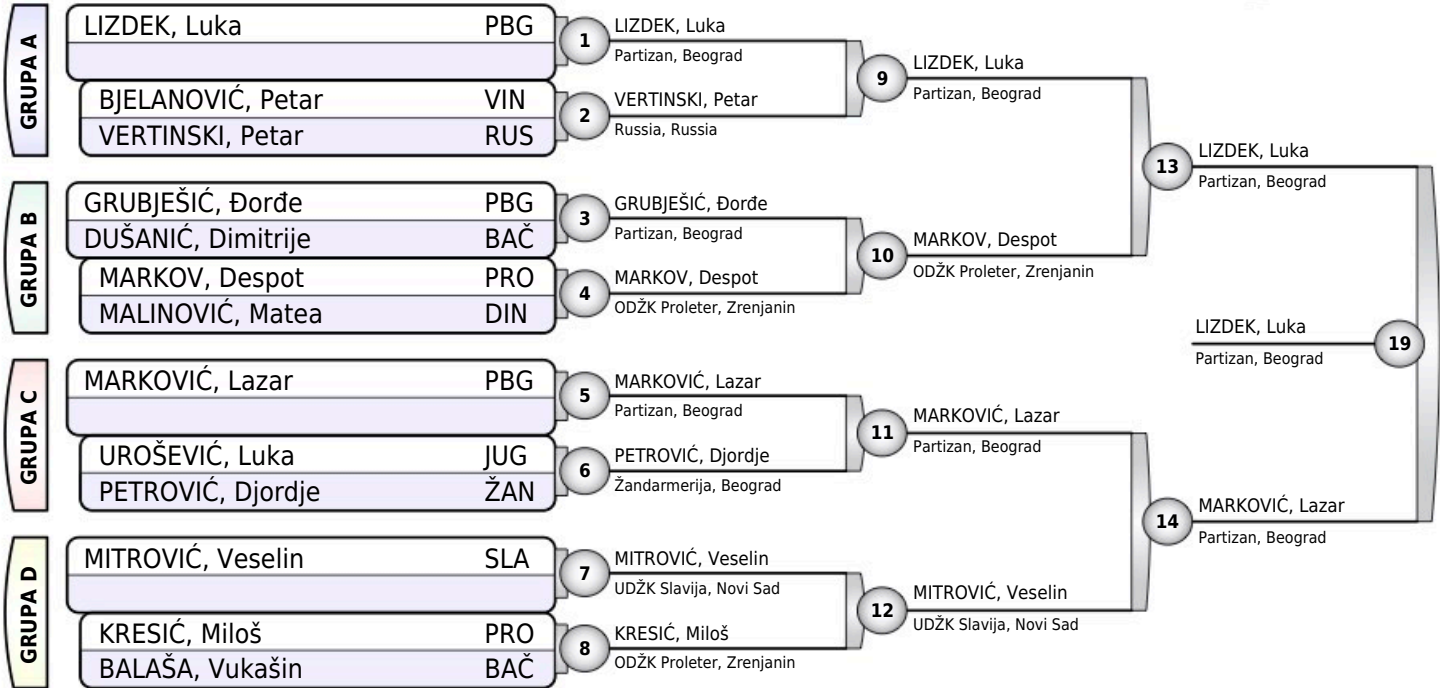 GRUPA A
LIZDEK, Luka PBG
BJELANOVIĆ, Petar VIN
VERTINSKI, Petar RUS
GRUPA B
GRUBJEŠIĆ, Đorđe PBG
DUŠANIĆ, Dimitrije BAČ
MARKOV, Despot PRO
MALINOVIĆ, Matea DIN
GRUPA C
MARKOVIĆ, Lazar PBG
UROŠEVIĆ, Luka JUG
PETROVIĆ, Djordje ŽAN
GRUPA D
MITROVIĆ, Veselin SLA
KRESIĆ, Miloš PRO
BALAŠA, Vukašin BAČ
1
LIZDEK, Luka
Partizan, Beograd
2
VERTINSKI, Petar
Russia, Russia
3
GRUBJEŠIĆ, Đorđe
Partizan, Beograd
4
MARKOV, Despot
ODŽK Proleter, Zrenjanin
5
MARKOVIĆ, Lazar
Partizan, Beograd
6
PETROVIĆ, Djordje
Žandarmerija, Beograd
7
MITROVIĆ, Veselin
UDŽK Slavija, Novi Sad
8
KRESIĆ, Miloš
ODŽK Proleter, Zrenjanin
9
LIZDEK, Luka
Partizan, Beograd
10
MARKOV, Despot
ODŽK Proleter, Zrenjanin
11
MARKOVIĆ, Lazar
Partizan, Beograd
12
MITROVIĆ, Veselin
UDŽK Slavija, Novi Sad
13
LIZDEK, Luka
Partizan, Beograd
14
MARKOVIĆ, Lazar
Partizan, Beograd
LIZDEK, Luka
Partizan, Beograd
19